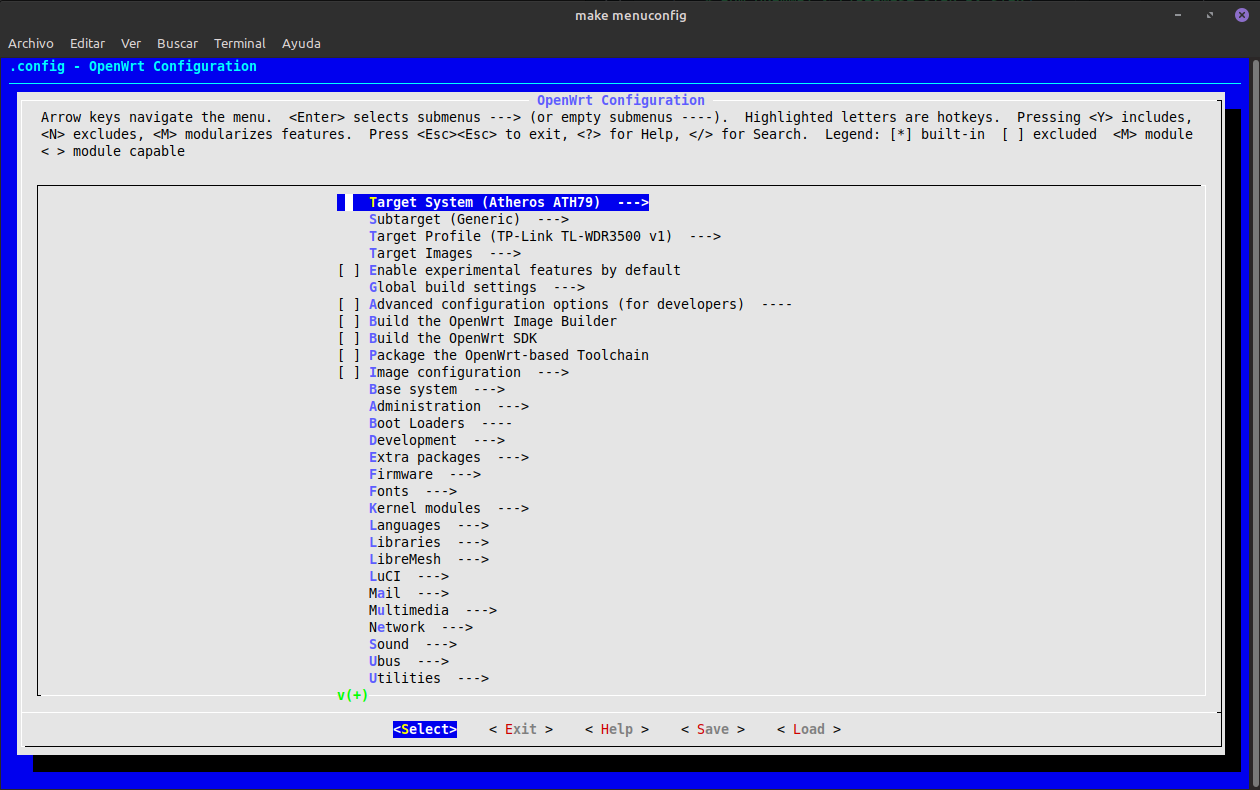 make menuconfig
Archivo Editar Ver Buscar Terminal Ayuda
.config - OpenWrt Configuration
OpenWrt Configuration
Arrow keys navigate the menu.  <Enter> selects submenus ---> (or empty submenus ----).  Highlighted letters are hotkeys.  Pressing <Y> includes,
<N> excludes, <M> modularizes features.  Press <Esc><Esc> to exit, <?> for Help, </> for Search.  Legend: [*] built-in  [ ] excluded  <M> module
< > module capable
Target System (Atheros ATH79)  --->
Subtarget (Generic)  --->
Target Profile (TP-Link TL-WDR3500 v1)  --->
Target Images  --->
[ ] Enable experimental features by default
Global build settings  --->
[ ] Advanced configuration options (for developers)  ----
[ ] Build the OpenWrt Image Builder
[ ] Build the OpenWrt SDK
[ ] Package the OpenWrt-based Toolchain
[ ] Image configuration  --->
Base system  --->
Administration  --->
Boot Loaders  ----
Development  --->
Extra packages  --->
Firmware  --->
Fonts  --->
Kernel modules  --->
Languages  --->
Libraries  --->
LibreMesh  --->
LuCI  --->
Mail  --->
Multimedia  --->
Network  --->
Sound  --->
Ubus  --->
Utilities  --->
v(+)
<Select>    < Exit >    < Help >    < Save >    < Load >